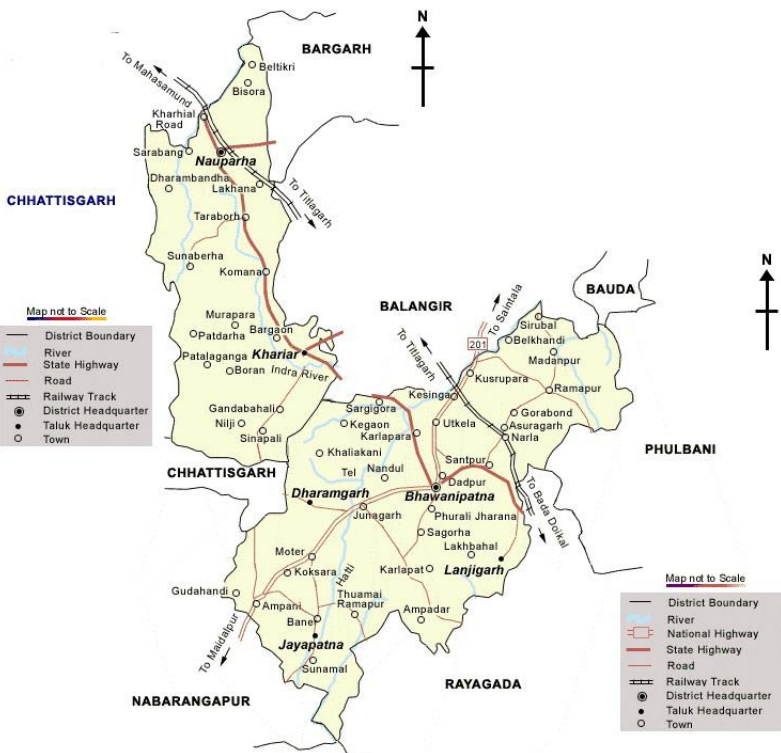 N
BARGARH
Beltikri
Bisora
To Mahasamund
Kharhial
Road
Sarabang
Nauparha
Dharambandha
Lakhana
To Titlagarh
CHHATTISGARH
Taraborh
Sunaberha
Komana
N
BAUDA
BALANGIR
To Saintala
Map not to Scale
District Boundary
River
State Highway
Road
Railway Track
District Headquarter
Taluk Headquarter
Town
Murapara
Patdarha
Bargaon
Khariar
Patalaganga
Boran
Indra River
Gandabahali
Nilji
Sinapali
CHHATTISGARH
To Titlagarh
201
Sirubal
Belkhandi
Madanpur
Kusrupara
Ramapur
Kesinga
Sargigora
Kegaon
Karlapara
Utkela
Gorabond
Asuragarh
Narla
PHULBANI
Khaliakani
Tel
Nandul
Santpur
Dadpur
Dharamgarh
Bhawanipatna
To Bada Doikal
Junagarh
Phurali Jharana
Sagorha
Lakhbahal
Lanjigarh
Moter
Koksara
Hatti
Karlapat
Gudahandi
Ampani
Thuamai
Ramapur
Bane
Ampadar
Jayapatna
To Maidalpur
Sunamal
NABARANGAPUR
RAYAGADA
Map not to Scale
District Boundary
River
National Highway
State Highway
Road
Railway Track
District Headquarter
Taluk Headquarter
Town